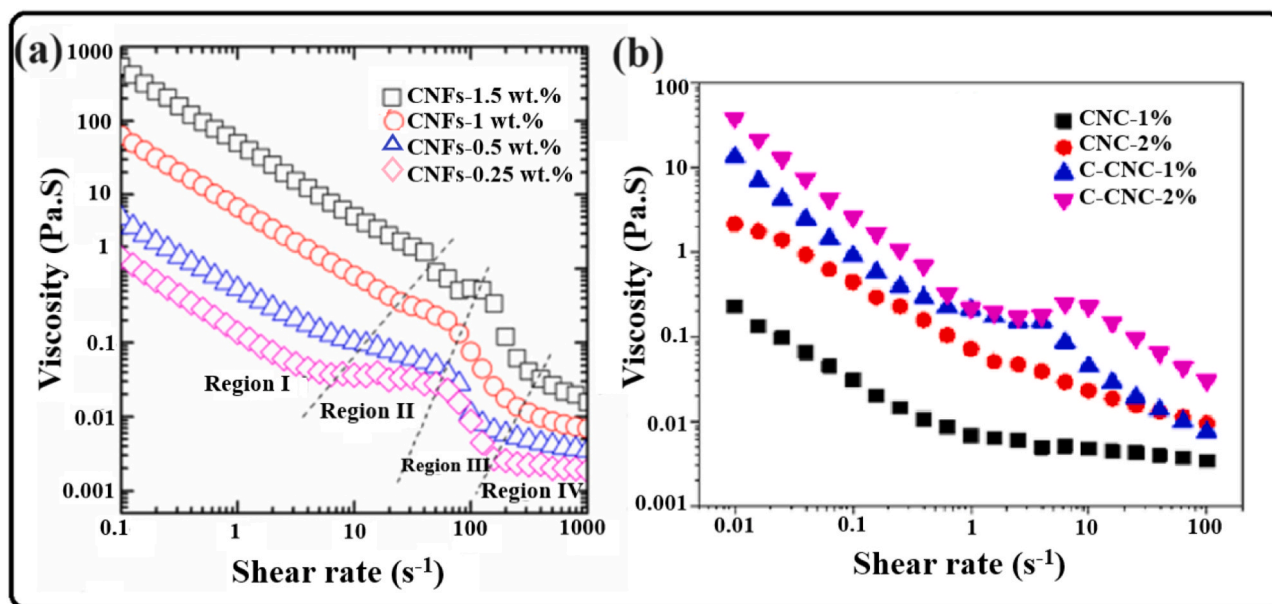 (a)
Viscosity (Pa.S)
1000
100
10
1
0.1
0.01
0.001
CNFs-1.5 wt.%
CNFs-1 wt.%
CNFs-0.5 wt.%
CNFs-0.25 wt.%
Region I
Region II
Region III
Region IV
0.1 1 10 100 1000
Shear rate (s-1)
(b)
Viscosity (Pa.S)
100
10
1
0.1
0.01
0.001
CNC-1%
CNC-2%
C-CNC-1%
C-CNC-2%
0.01 0.1 1 10 100
Shear rate (s-1)